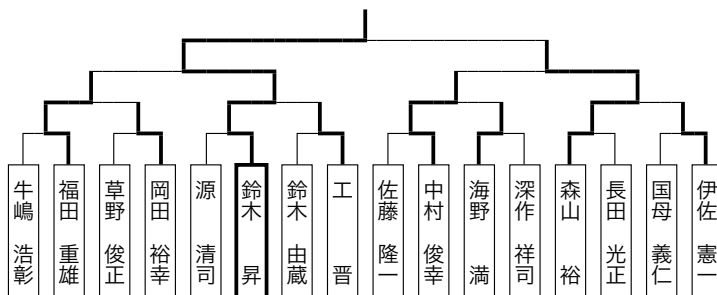 牛嶋 浩彰
福田 重雄
草野 俊正
岡田 裕幸
源 清司
鈴木 昇
鈴木 由蔵
工 晋
佐藤 隆一
中村 俊幸
海野 満
深作 祥司
森山 裕
長田 光正
国母 義仁
伊佐 憲一